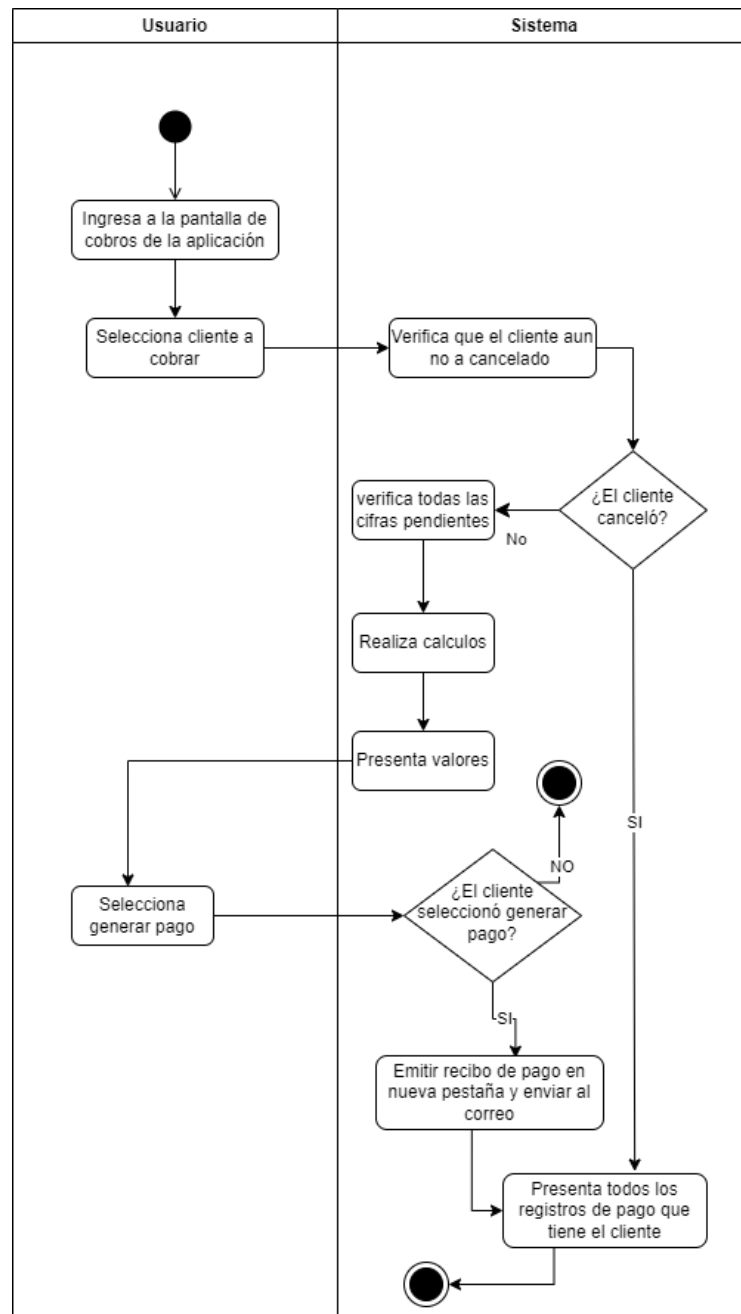 Usuario
Sistema
Ingresa a la pantalla de
cobros de la aplicación
Selecciona cliente a
cobrar
Verifica que el cliente aun
no a cancelado
¿El cliente
canceló?
No
verifica todas las
cifras pendientes
Realiza calculos
Presenta valores
SI
NO
Selecciona
generar pago
¿El cliente
seleccionó generar
pago?
SI
Emitir recibo de pago en
nueva pestaña y enviar al
correo
Presenta todos los
registros de pago que
tiene el cliente